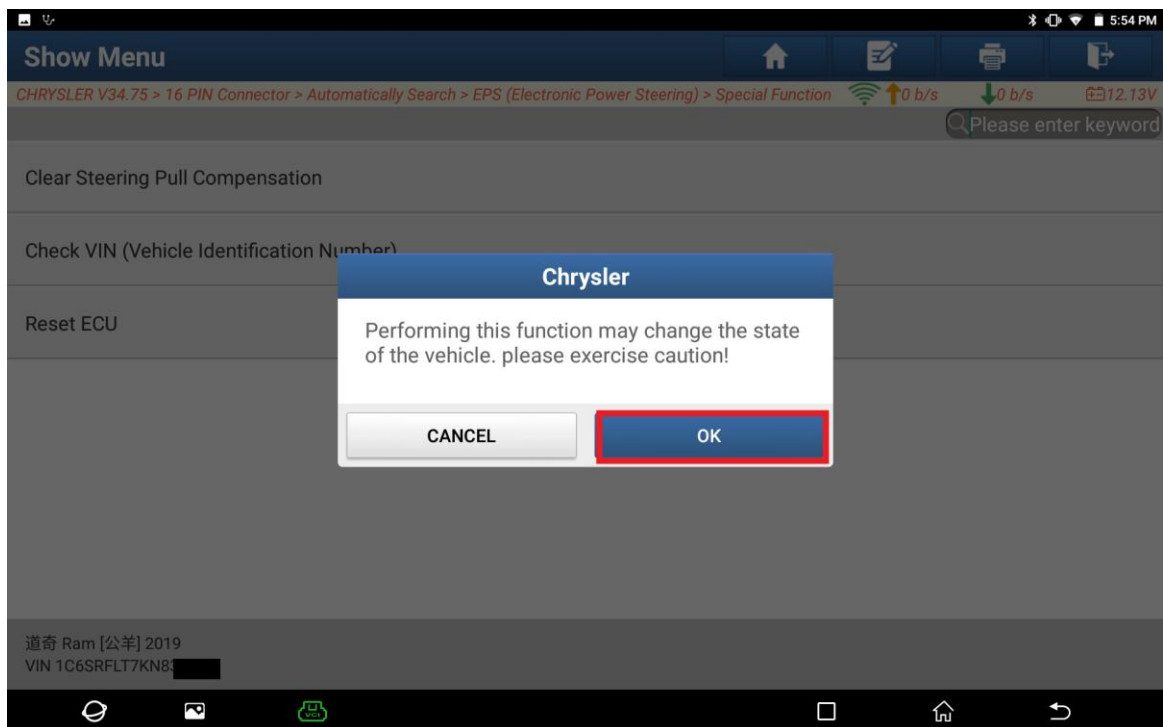 5:54 PM
Show Menu
CHRYSLER V34.75 > 16 PIN Connector > Automatically Search > EPS (Electronic Power Steering) > Special Function
0 b/s
0 b/s
12.13V
Please enter keyword
Clear Steering Pull Compensation
Check VIN (Vehicle Identification Number)
Reset ECU
Chrysler
Performing this function may change the state
of the vehicle. please exercise caution!
CANCEL
OK
道奇 Ram [公羊] 2019
VIN 1C6SRFLT7KN8
VCI